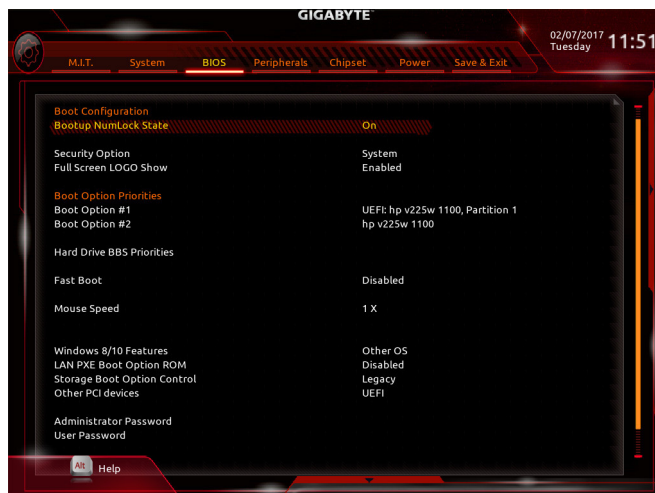 GIGABYTE™
02/07/2017 Tuesday 11:51
M.I.T. System BIOS Peripherals Chipset Power Save & Exit
Boot Configuration
Bootup NumLock State On
Security Option System
Full Screen LOGO Show Enabled
Boot Option Priorities
Boot Option #1 UEFI: hp v225w 1100, Partition 1
Boot Option #2 hp v225w 1100
Hard Drive BBS Priorities
Fast Boot Disabled
Mouse Speed 1 X
Windows 8/10 Features Other OS
LAN PXE Boot Option ROM Disabled
Storage Boot Option Control Legacy
Other PCI devices UEFI
Administrator Password
User Password
Alt Help